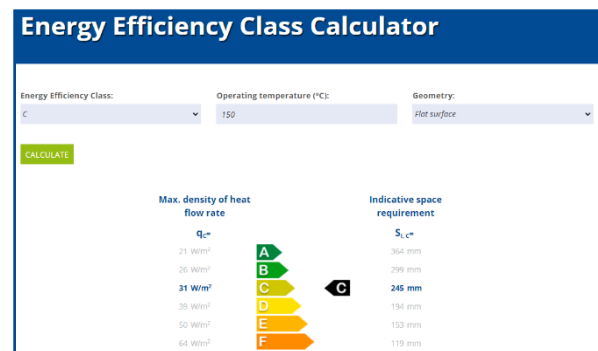 Energy Efficiency Class Calculator
Energy Efficiency Class: Operating temperature (°C): Geometry:
C 150 Flat surface
CALCULATE
Max. density of heat Indicative space
flow rate requirement
q_C" S_L C"
21 W/m² A 364 mm
26 W/m² B 299 mm
31 W/m² C C 245 mm
39 W/m² D 194 mm
50 W/m² E 153 mm
64 W/m² F 119 mm